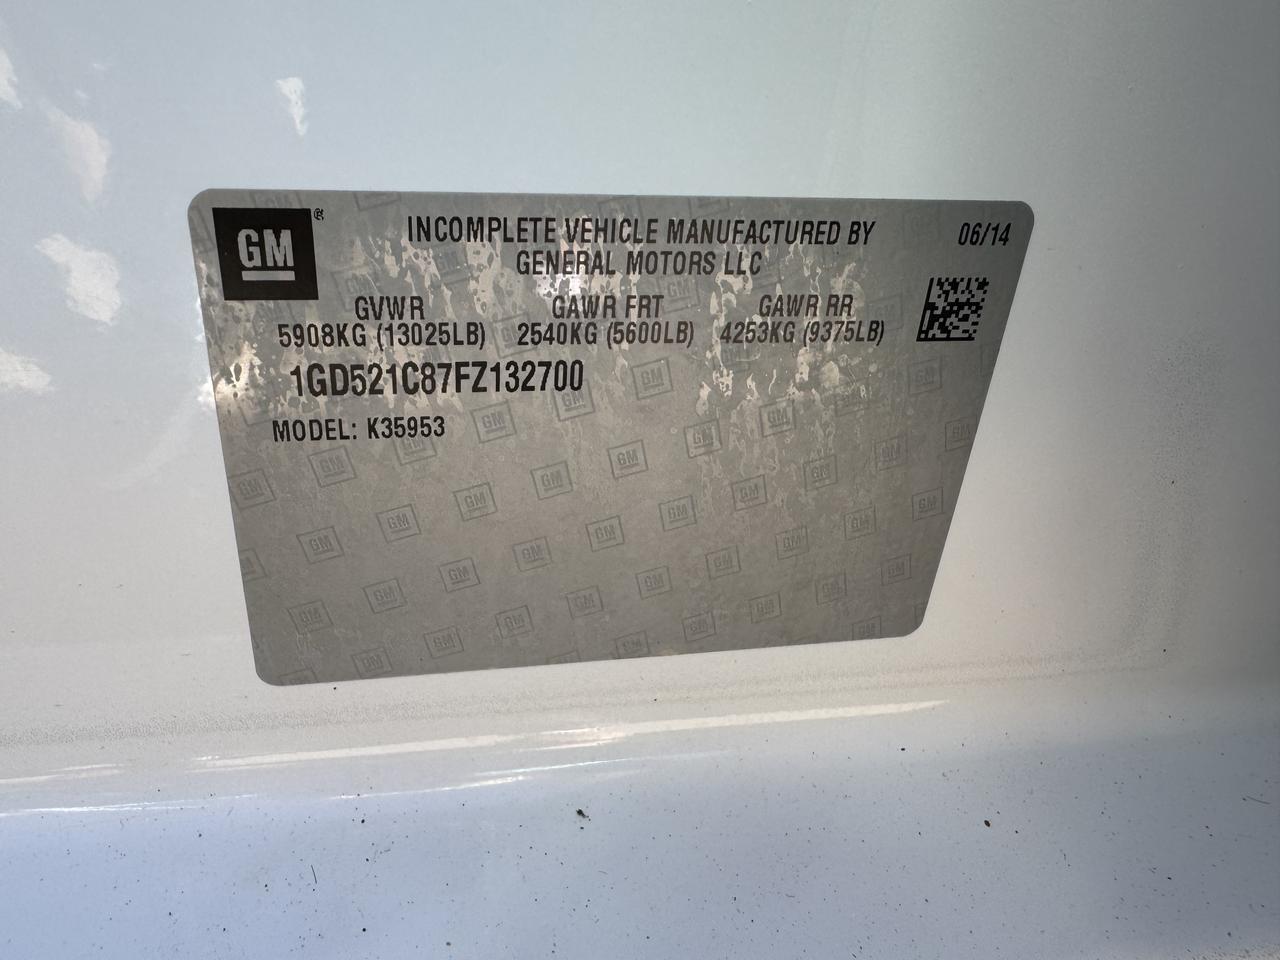 GM ®
INCOMPLETE VEHICLE MANUFACTURED BY
GENERAL MOTORS LLC
06/14
GVWR GAWR FRT GAWR RR
5908KG (13025LB) 2540KG (5600LB) 4253KG (9375LB)
1GD521C87FZ132700
MODEL: K35953